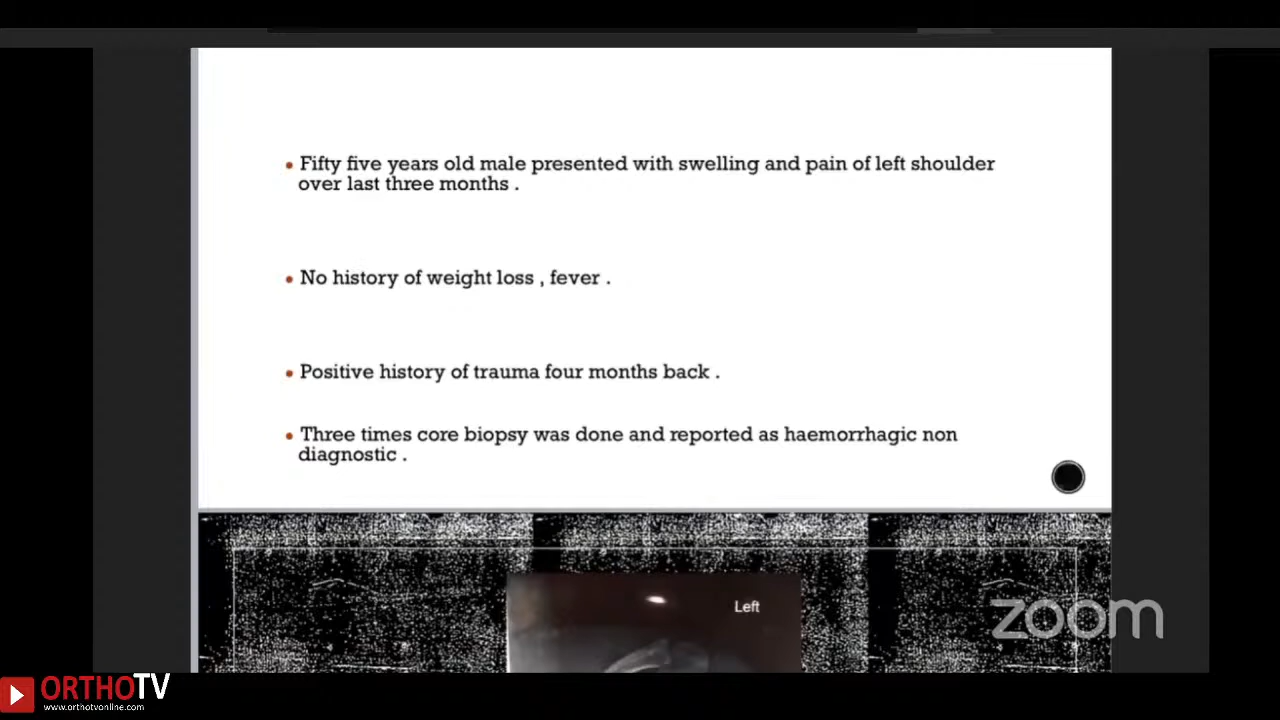 • Fifty five years old male presented with swelling and pain of left shoulder
over last three months .
• No history of weight loss , fever .
• Positive history of trauma four months back .
• Three times core biopsy was done and reported as haemorrhagic non
diagnostic .
Left
zoom
ORTHOTV
www.orthotvonline.com